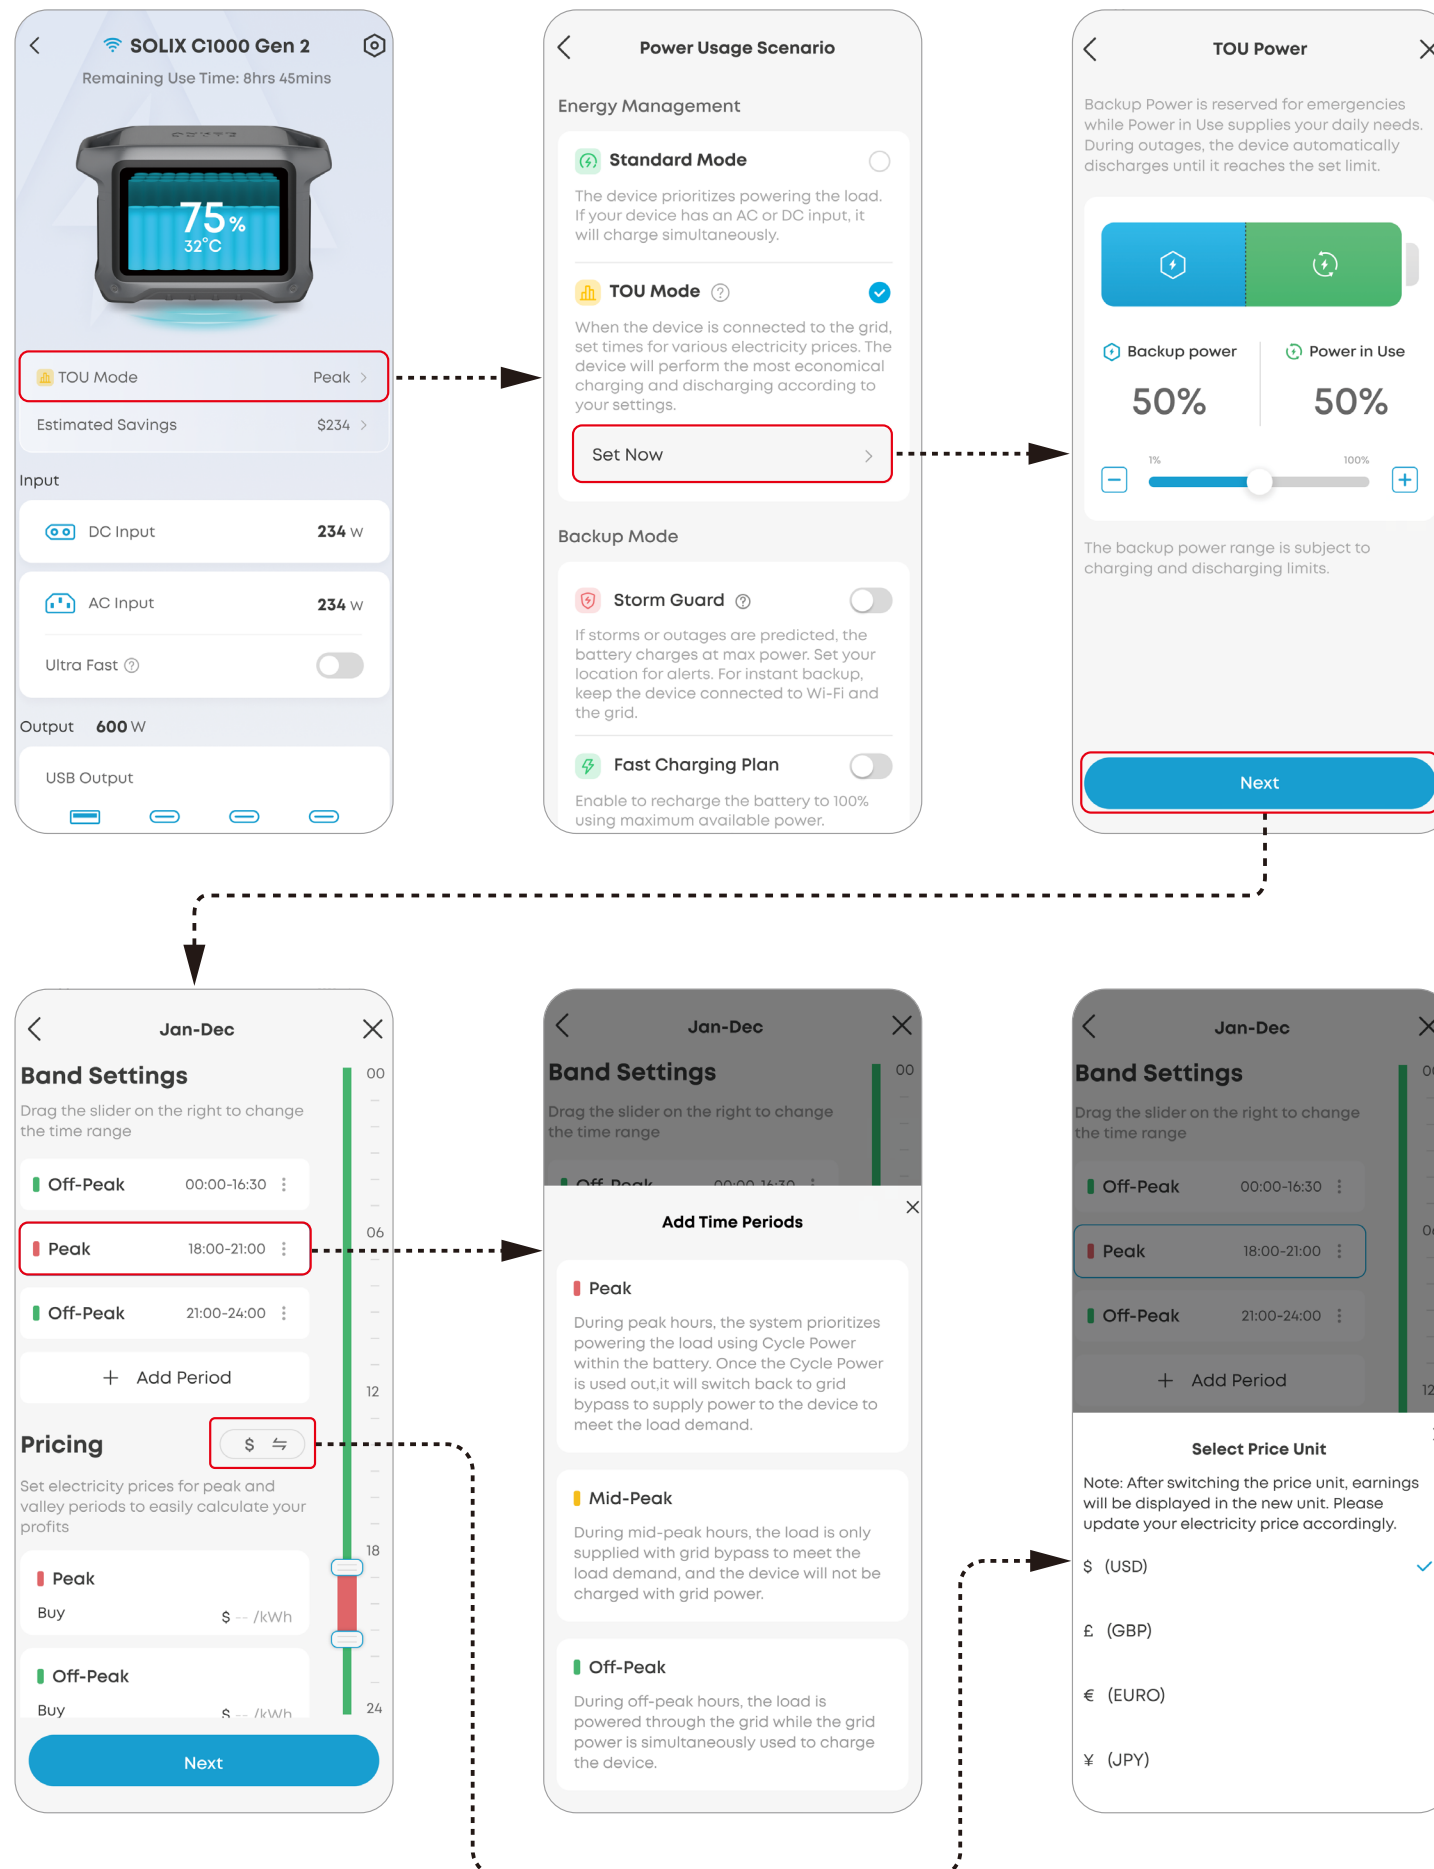 SOLIX C1000 Gen 2
Remaining Use Time: 8hrs 45mins
ANKER
SOLIX
75%
32°C
TOU Mode Peak
Estimated Savings $234
Input
DC Input 234 W
AC Input 234 W
Ultra Fast
Output 600 W
USB Output
Power Usage Scenario
Energy Management
Standard Mode
The device prioritizes powering the load.
If your device has an AC or DC input, it
will charge simultaneously.
TOU Mode
When the device is connected to the grid,
set times for various electricity prices. The
device will perform the most economical
charging and discharging according to
your settings.
Set Now
Backup Mode
Storm Guard
If storms or outages are predicted, the
battery charges at max power. Set your
location for alerts. For instant backup,
keep the device connected to Wi-Fi and
the grid.
Fast Charging Plan
Enable to recharge the battery to 100%
using maximum available power.
TOU Power
Backup Power is reserved for emergencies
while Power in Use supplies your daily needs.
During outages, the device automatically
discharges until it reaches the set limit.
Backup power Power in Use
50% 50%
1% 100%
The backup power range is subject to
charging and discharging limits.
Next
Jan-Dec
Band Settings
Drag the slider on the right to change
the time range
Off-Peak 00:00-16:30
Peak 18:00-21:00
Off-Peak 21:00-24:00
+ Add Period
Pricing $
Set electricity prices for peak and
valley periods to easily calculate your
profits
Peak
Buy $ -- /kWh
Off-Peak
Buy $ -- /kWh
Next
00
06
12
18
24
Jan-Dec
Band Settings
Drag the slider on the right to change
the time range
Off-Peak 00:00-16:30
00
Add Time Periods
Peak
During peak hours, the system prioritizes
powering the load using Cycle Power
within the battery. Once the Cycle Power
is used out,it will switch back to grid
bypass to supply power to the device to
meet the load demand.
Mid-Peak
During mid-peak hours, the load is only
supplied with grid bypass to meet the
load demand, and the device will not be
charged with grid power.
Off-Peak
During off-peak hours, the load is
powered through the grid while the grid
power is simultaneously used to charge
the device.
Jan-Dec
Band Settings
Drag the slider on the right to change
the time range
Off-Peak 00:00-16:30
Peak 18:00-21:00
Off-Peak 21:00-24:00
+ Add Period
12
Select Price Unit
Note: After switching the price unit, earnings
will be displayed in the new unit. Please
update your electricity price accordingly.
$ (USD)
£ (GBP)
€ (EURO)
¥ (JPY)